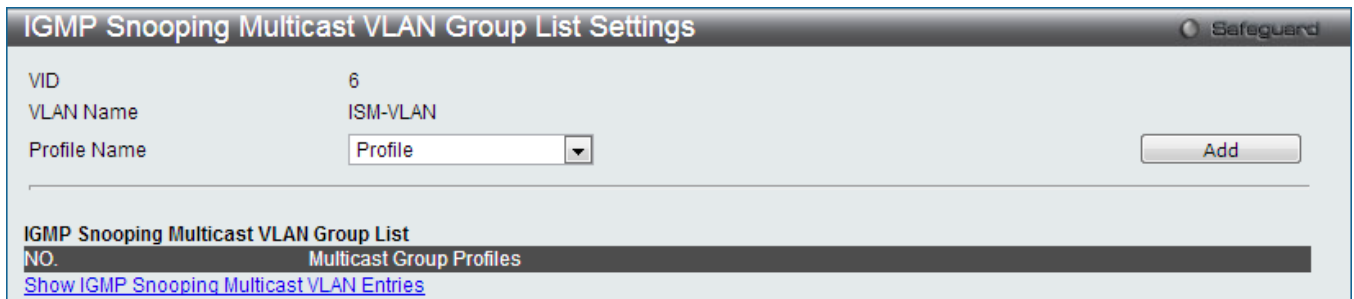 IGMP Snooping Multicast VLAN Group List Settings
Safeguard
VID 6
VLAN Name ISM-VLAN
Profile Name Profile Add
IGMP Snooping Multicast VLAN Group List
NO. Multicast Group Profiles
Show IGMP Snooping Multicast VLAN Entries